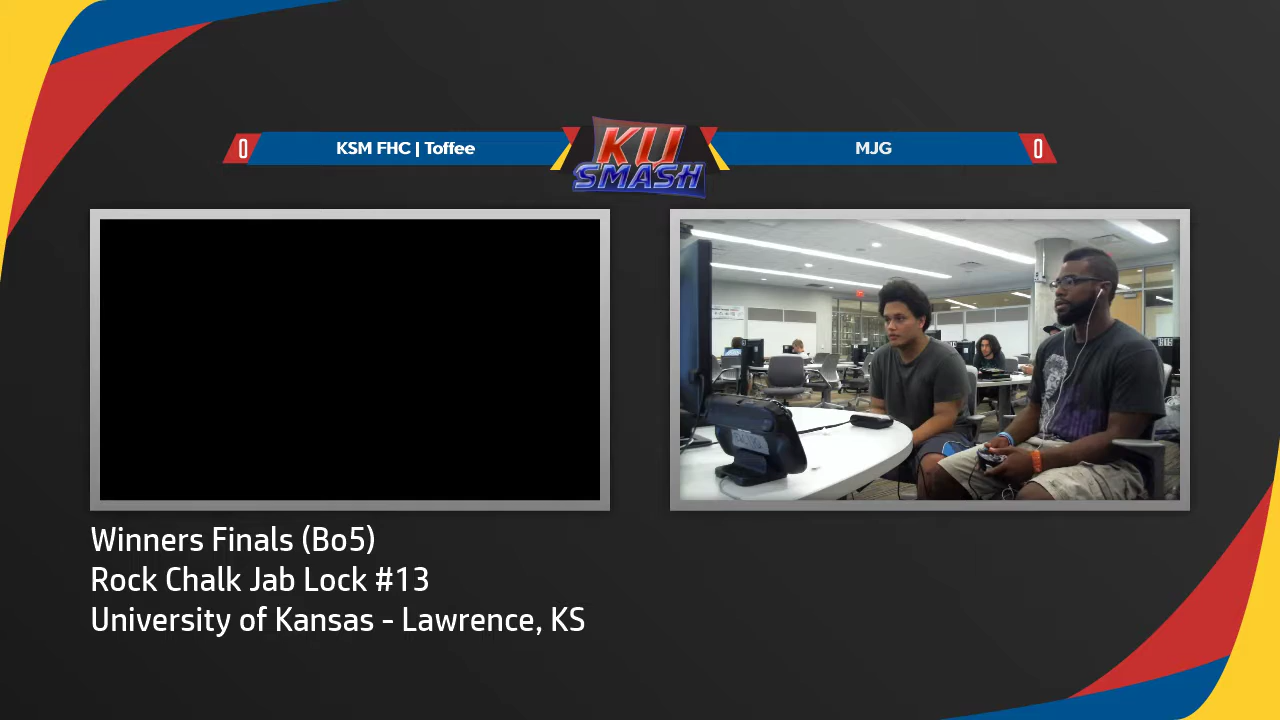 0
KSM FHC | Toffee
KU
SMASH
MJG
0
Winners Finals (Bo5)
Rock Chalk Jab Lock #13
University of Kansas - Lawrence, KS